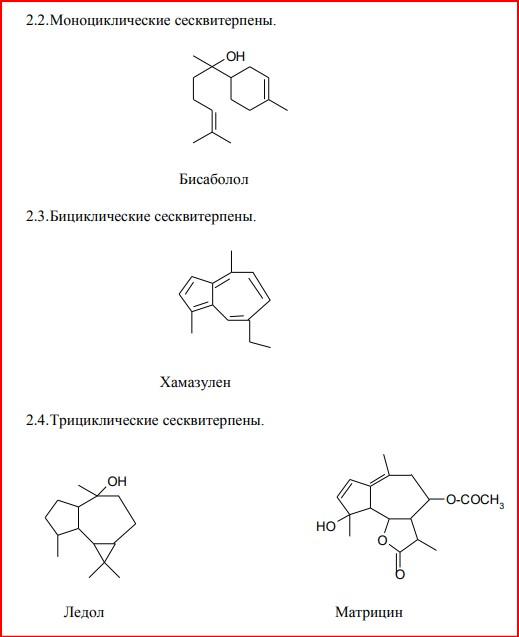 2.2.Моноциклические сесквитерпены.
OH
Бисаболол
2.3.Бициклические сесквитерпены.
Хамазулен
2.4.Трициклические сесквитерпены.
OH
O-COCH3
HO
O
O
Ледол
Матрицин